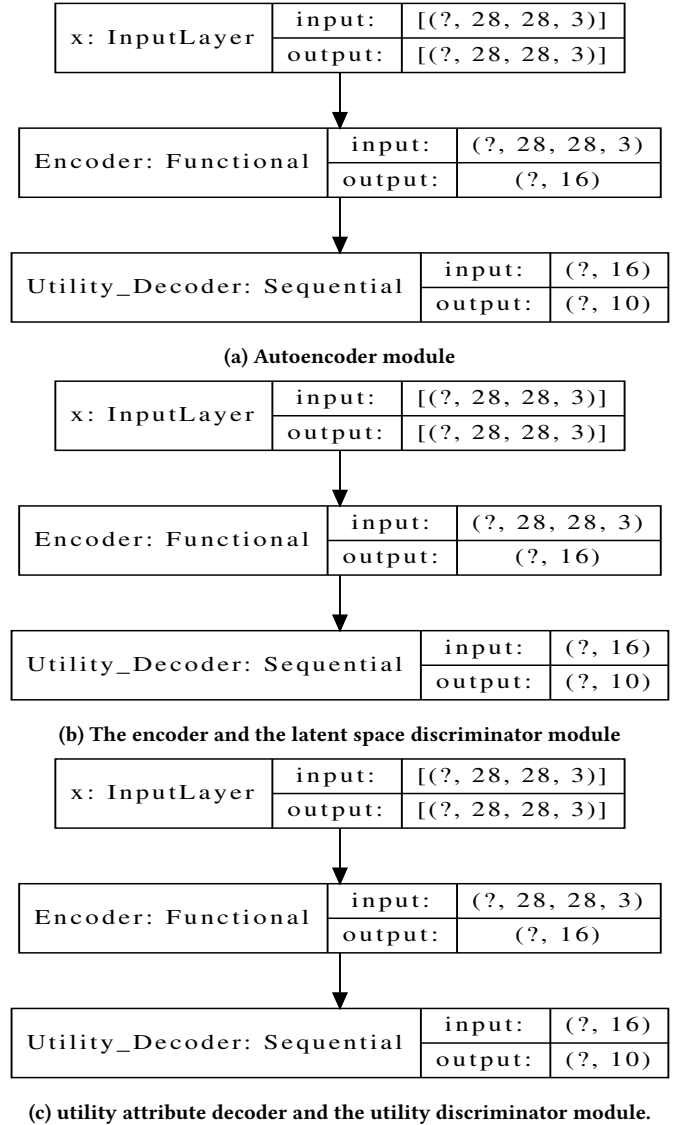 x: InputLayer input: [(?, 28, 28, 3)]
output: [(?, 28, 28, 3)]
Encoder: Functional input: (?, 28, 28, 3)
output: (?, 16)
Utility_Decoder: Sequential input: (?, 16)
output: (?, 10)
(a) Autoencoder module
x: InputLayer input: [(?, 28, 28, 3)]
output: [(?, 28, 28, 3)]
Encoder: Functional input: (?, 28, 28, 3)
output: (?, 16)
Utility_Decoder: Sequential input: (?, 16)
output: (?, 10)
(b) The encoder and the latent space discriminator module
x: InputLayer input: [(?, 28, 28, 3)]
output: [(?, 28, 28, 3)]
Encoder: Functional input: (?, 28, 28, 3)
output: (?, 16)
Utility_Decoder: Sequential input: (?, 16)
output: (?, 10)
(c) utility attribute decoder and the utility discriminator module.